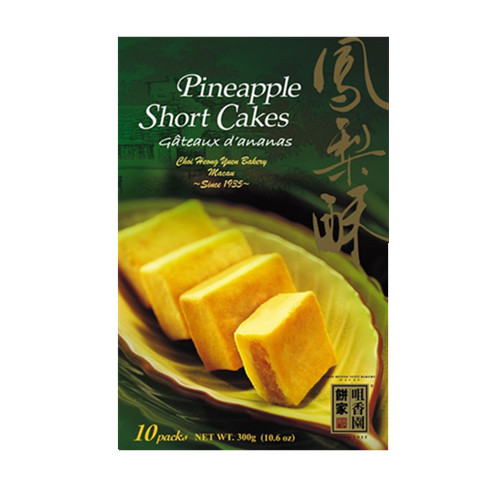 Pineapple
Short Cakes
Gâteaux d'ananas
Choi Heong Yuen Bakery
Macau
~Since 1935~
鳳梨酥
咀香園
餅家
10 packs NET WT. 300g (10.6 oz)